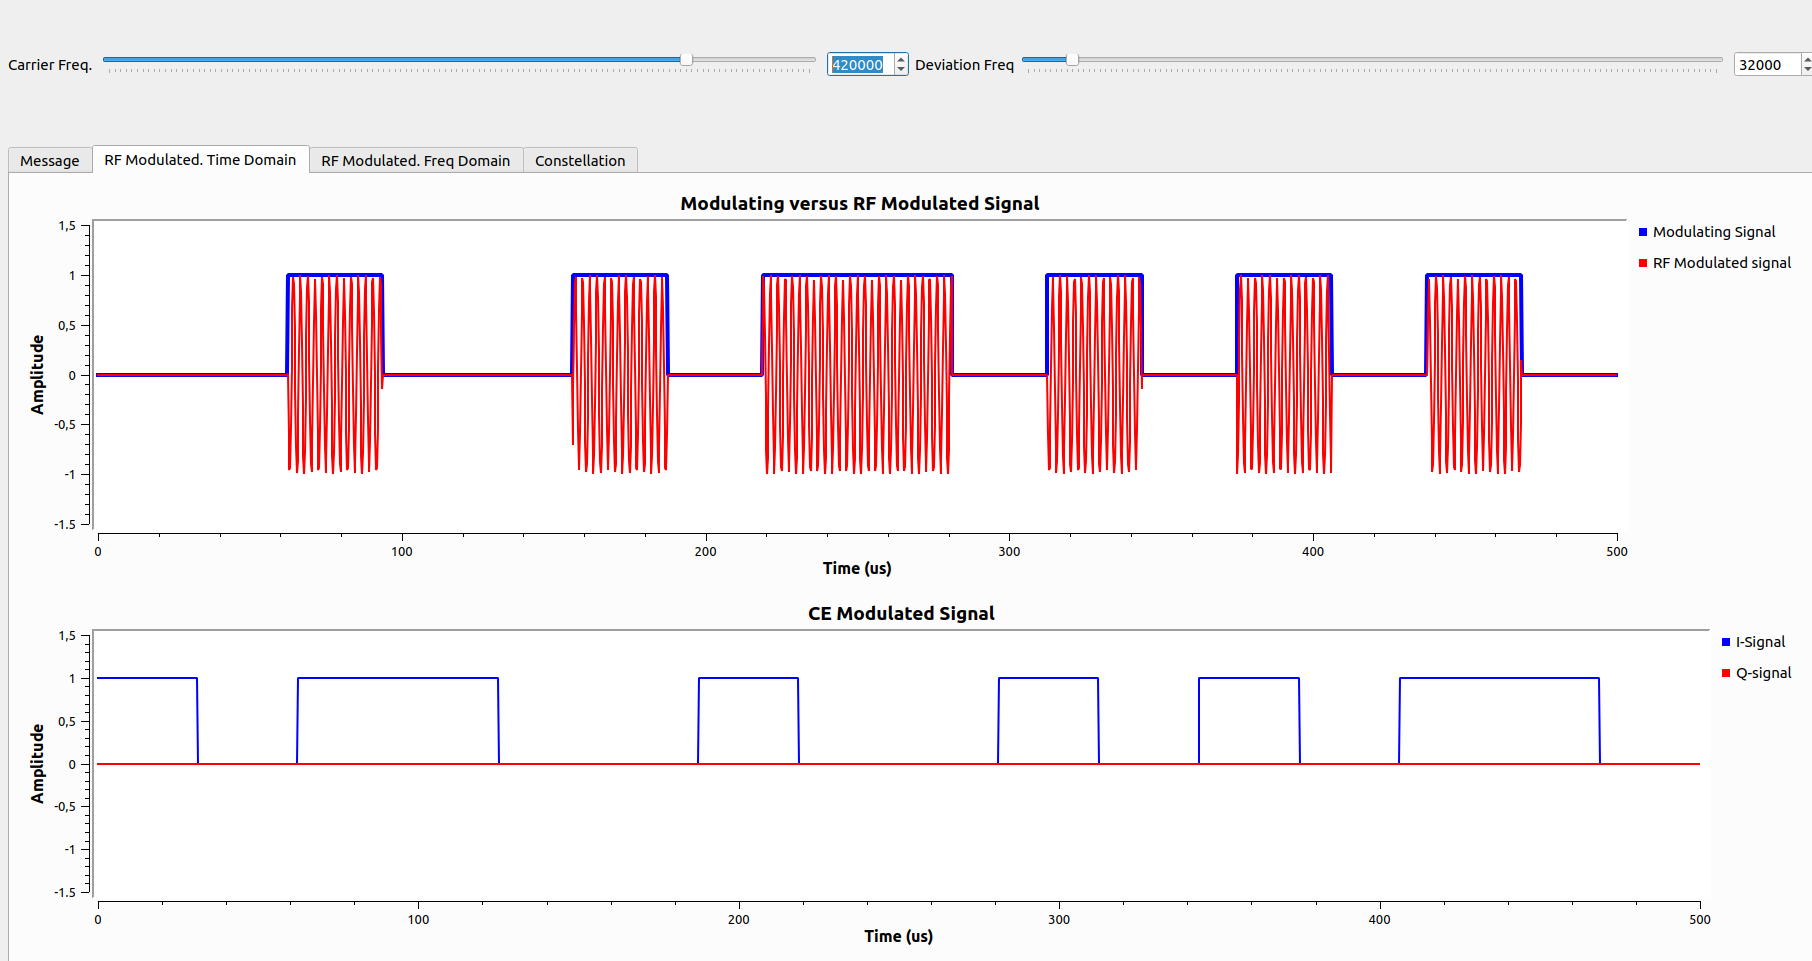 Carrier Freq. 420000 Deviation Freq 32000
Message RF Modulated. Time Domain RF Modulated. Freq Domain Constellation
Modulating versus RF Modulated Signal
1,5
1
0,5
0
-0,5
-1
-1.5
Amplitude
0 100 200 300 400 500
Time (us)
Modulating Signal
RF Modulated signal
CE Modulated Signal
1,5
1
0,5
0
-0,5
-1
-1.5
Amplitude
0 100 200 300 400 500
Time (us)
I-Signal
Q-signal